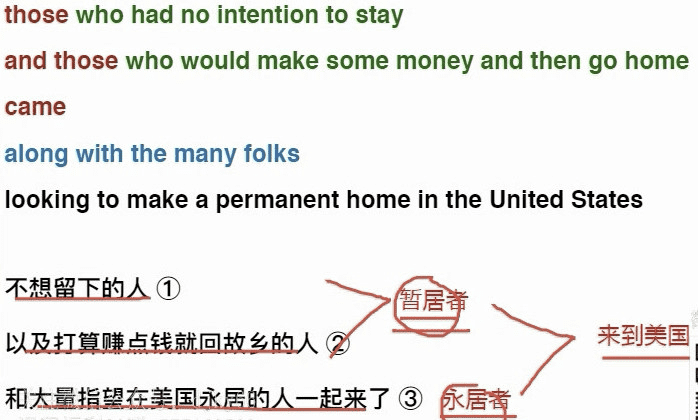 those who had no intention to stay
and those who would make some money and then go home
came
along with the many folks
looking to make a permanent home in the United States
不想留下的人 ①
暂居者
以及打算赚点钱就回故乡的人 ②
来到美国
和大量指望在美国永居的人一起来了 ③
永居者